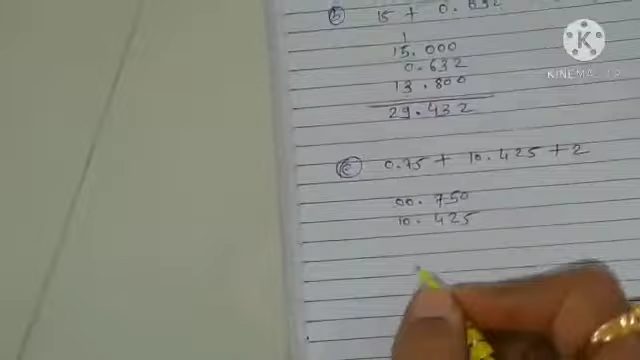 (b) 15 + 0.632
1
15.000
0.632
13.800
29.432
(c) 0.75 + 10.425 + 2
00.750
10.425
KINEMASTER